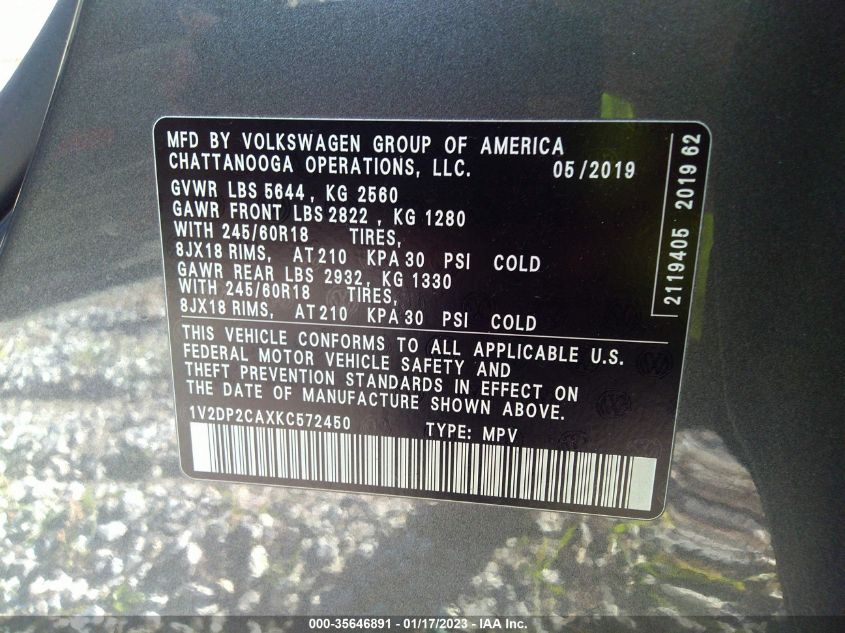 MFD BY VOLKSWAGEN GROUP OF AMERICA
CHATTANOOGA OPERATIONS, LLC. 05/2019
GVWR LBS 5644, KG 2560
GAWR FRONT LBS 2822, KG 1280
WITH 245/60R18 TIRES,
8JX18 RIMS, AT 210 KPA 30 PSI COLD
GAWR REAR LBS 2932, KG 1330
WITH 245/60R18 TIRES,
8JX18 RIMS, AT 210 KPA 30 PSI COLD
THIS VEHICLE CONFORMS TO ALL APPLICABLE U.S.
FEDERAL MOTOR VEHICLE SAFETY AND
THEFT PREVENTION STANDARDS IN EFFECT ON
THE DATE OF MANUFACTURE SHOWN ABOVE.
1V2DP2CAXKC572450 TYPE: MPV
2119405 2019 62
000-35646891 - 01/17/2023 - IAA Inc.